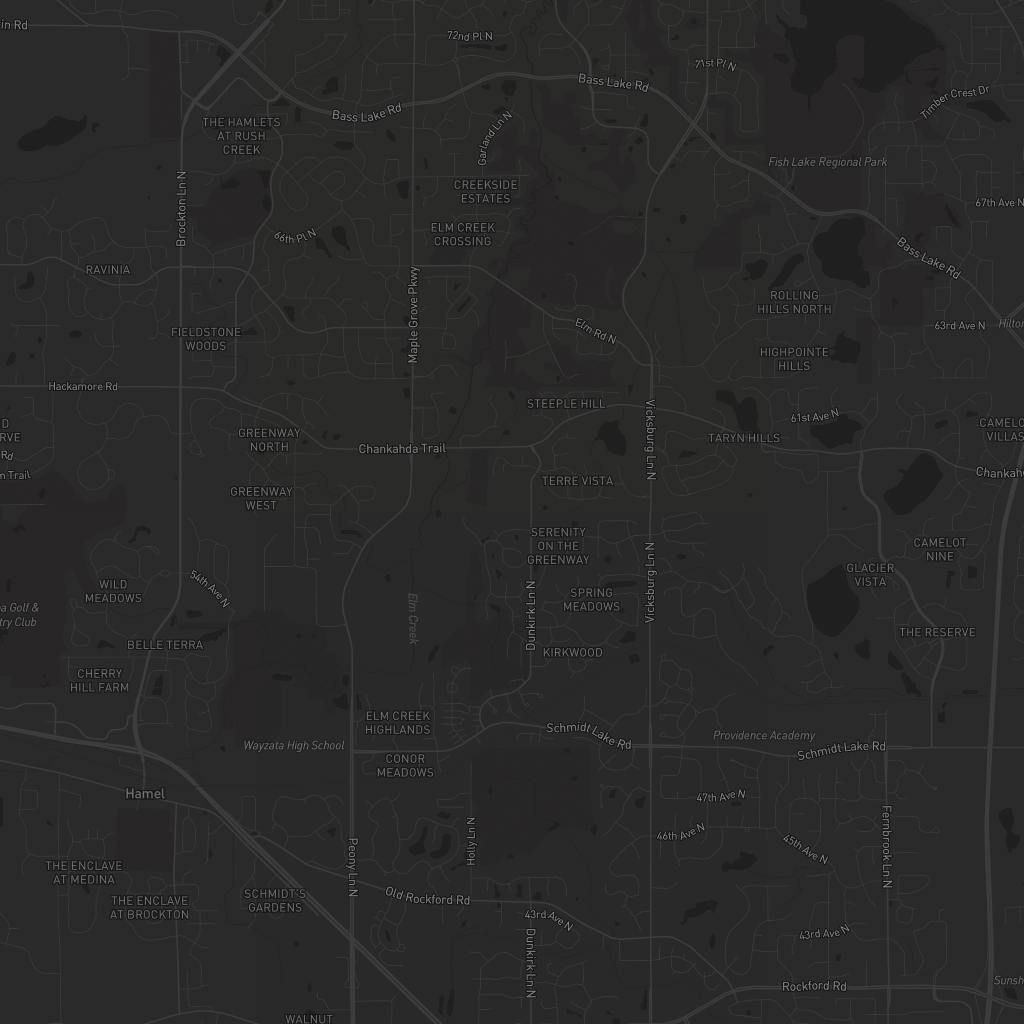 in Rd
72nd Pl N
71st Pl N
Bass Lake Rd
Timber Crest Dr
Bass Lake Rd
THE HAMLETS
AT RUSH
CREEK
Garland Ln N
Fish Lake Regional Park
CREEKSIDE
ESTATES
Brockton Ln N
67th Ave N
ELM CREEK
CROSSING
66th Pl N
Bass Lake Rd
RAVINIA
ROLLING
HILLS NORTH
Maple Grove Pkwy
FIELDSTONE
WOODS
Elm Rd N
63rd Ave N
Hilton
HIGHPOINTE
HILLS
Hackamore Rd
STEEPLE HILL
61st Ave N
D
RVE
CAMELO
VILLAS
GREENWAY
NORTH
Chankahda Trail
Vicksburg Ln N
TARYN HILLS
Rd
n Trail
Chankah
TERRE VISTA
GREENWAY
WEST
SERENITY
ON THE
GREENWAY
CAMELOT
NINE
54th Ave N
WILD
MEADOWS
GLACIER
VISTA
Vicksburg Ln N
SPRING
MEADOWS
a Golf &
try Club
Elm Creek
Dunkirk Ln N
THE RESERVE
BELLE TERRA
KIRKWOOD
CHERRY
HILL FARM
ELM CREEK
HIGHLANDS
Schmidt Lake Rd
Providence Academy
Wayzata High School
Schmidt Lake Rd
CONOR
MEADOWS
Hamel
47th Ave N
46th Ave N
Holly Ln N
45th Ave N
Fernbrook Ln N
THE ENCLAVE
AT MEDINA
Peony Ln N
THE ENCLAVE
AT BROCKTON
SCHMIDT'S
GARDENS
Old Rockford Rd
43rd Ave N
43rd Ave N
Dunkirk Ln N
Rockford Rd
Sunsh
WALNUT